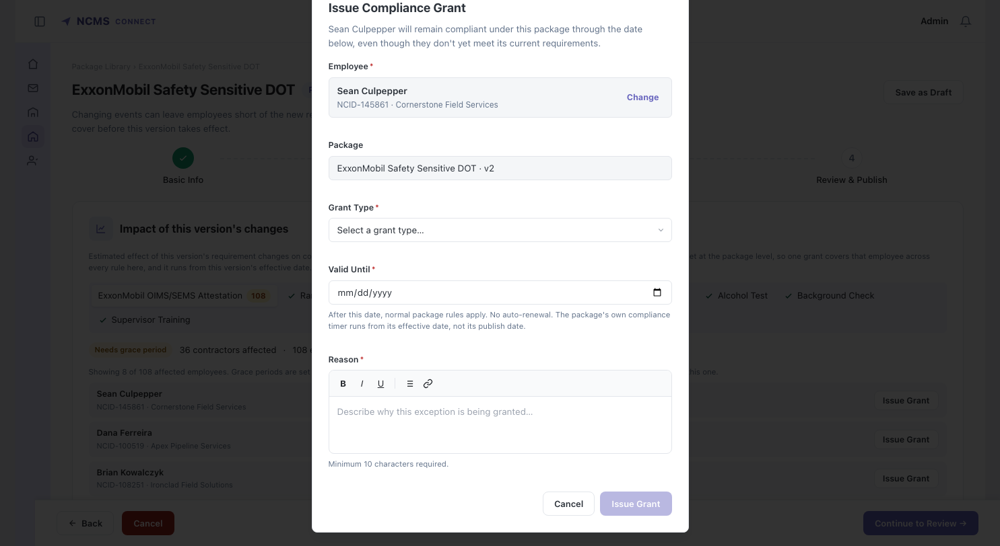 Issue Compliance Grant
Sean Culpepper will remain compliant under this package through the date
below, even though they don't yet meet its current requirements.
Employee *
Sean Culpepper
NCID-145861 · Cornerstone Field Services
Change
Package
ExxonMobil Safety Sensitive DOT · v2
Grant Type *
Select a grant type...
Valid Until *
mm/dd/yyyy
After this date, normal package rules apply. No auto-renewal. The package's own compliance
timer runs from its effective date, not its publish date.
Reason *
B I U
Describe why this exception is being granted...
Minimum 10 characters required.
Cancel
Issue Grant
NCMS CONNECT
Admin
Package Library › ExxonMobil Safety Sensitive DOT
ExxonMobil Safety Sensitive DOT
Save as Draft
Changing events can leave employees short of the new
cover before this version takes effect.
Basic Info
4
Review & Publish
Impact of this version's changes
Estimated effect of this version's requirement changes on
et at the package level, so one grant covers that employee across
every rule here, and it runs from this version's effective date.
ExxonMobil OIMS/SEMS Attestation 108
Alcohol Test
Background Check
Supervisor Training
Needs grace period
36 contractors affected · 108
Showing 8 of 108 affected employees. Grace periods are set
his one.
Sean Culpepper
NCID-145861 · Cornerstone Field Services
Issue Grant
Dana Ferreira
NCID-100519 · Apex Pipeline Services
Issue Grant
Brian Kowalczyk
NCID-108251 · Ironclad Field Solutions
Issue Grant
← Back
Cancel
Continue to Review →